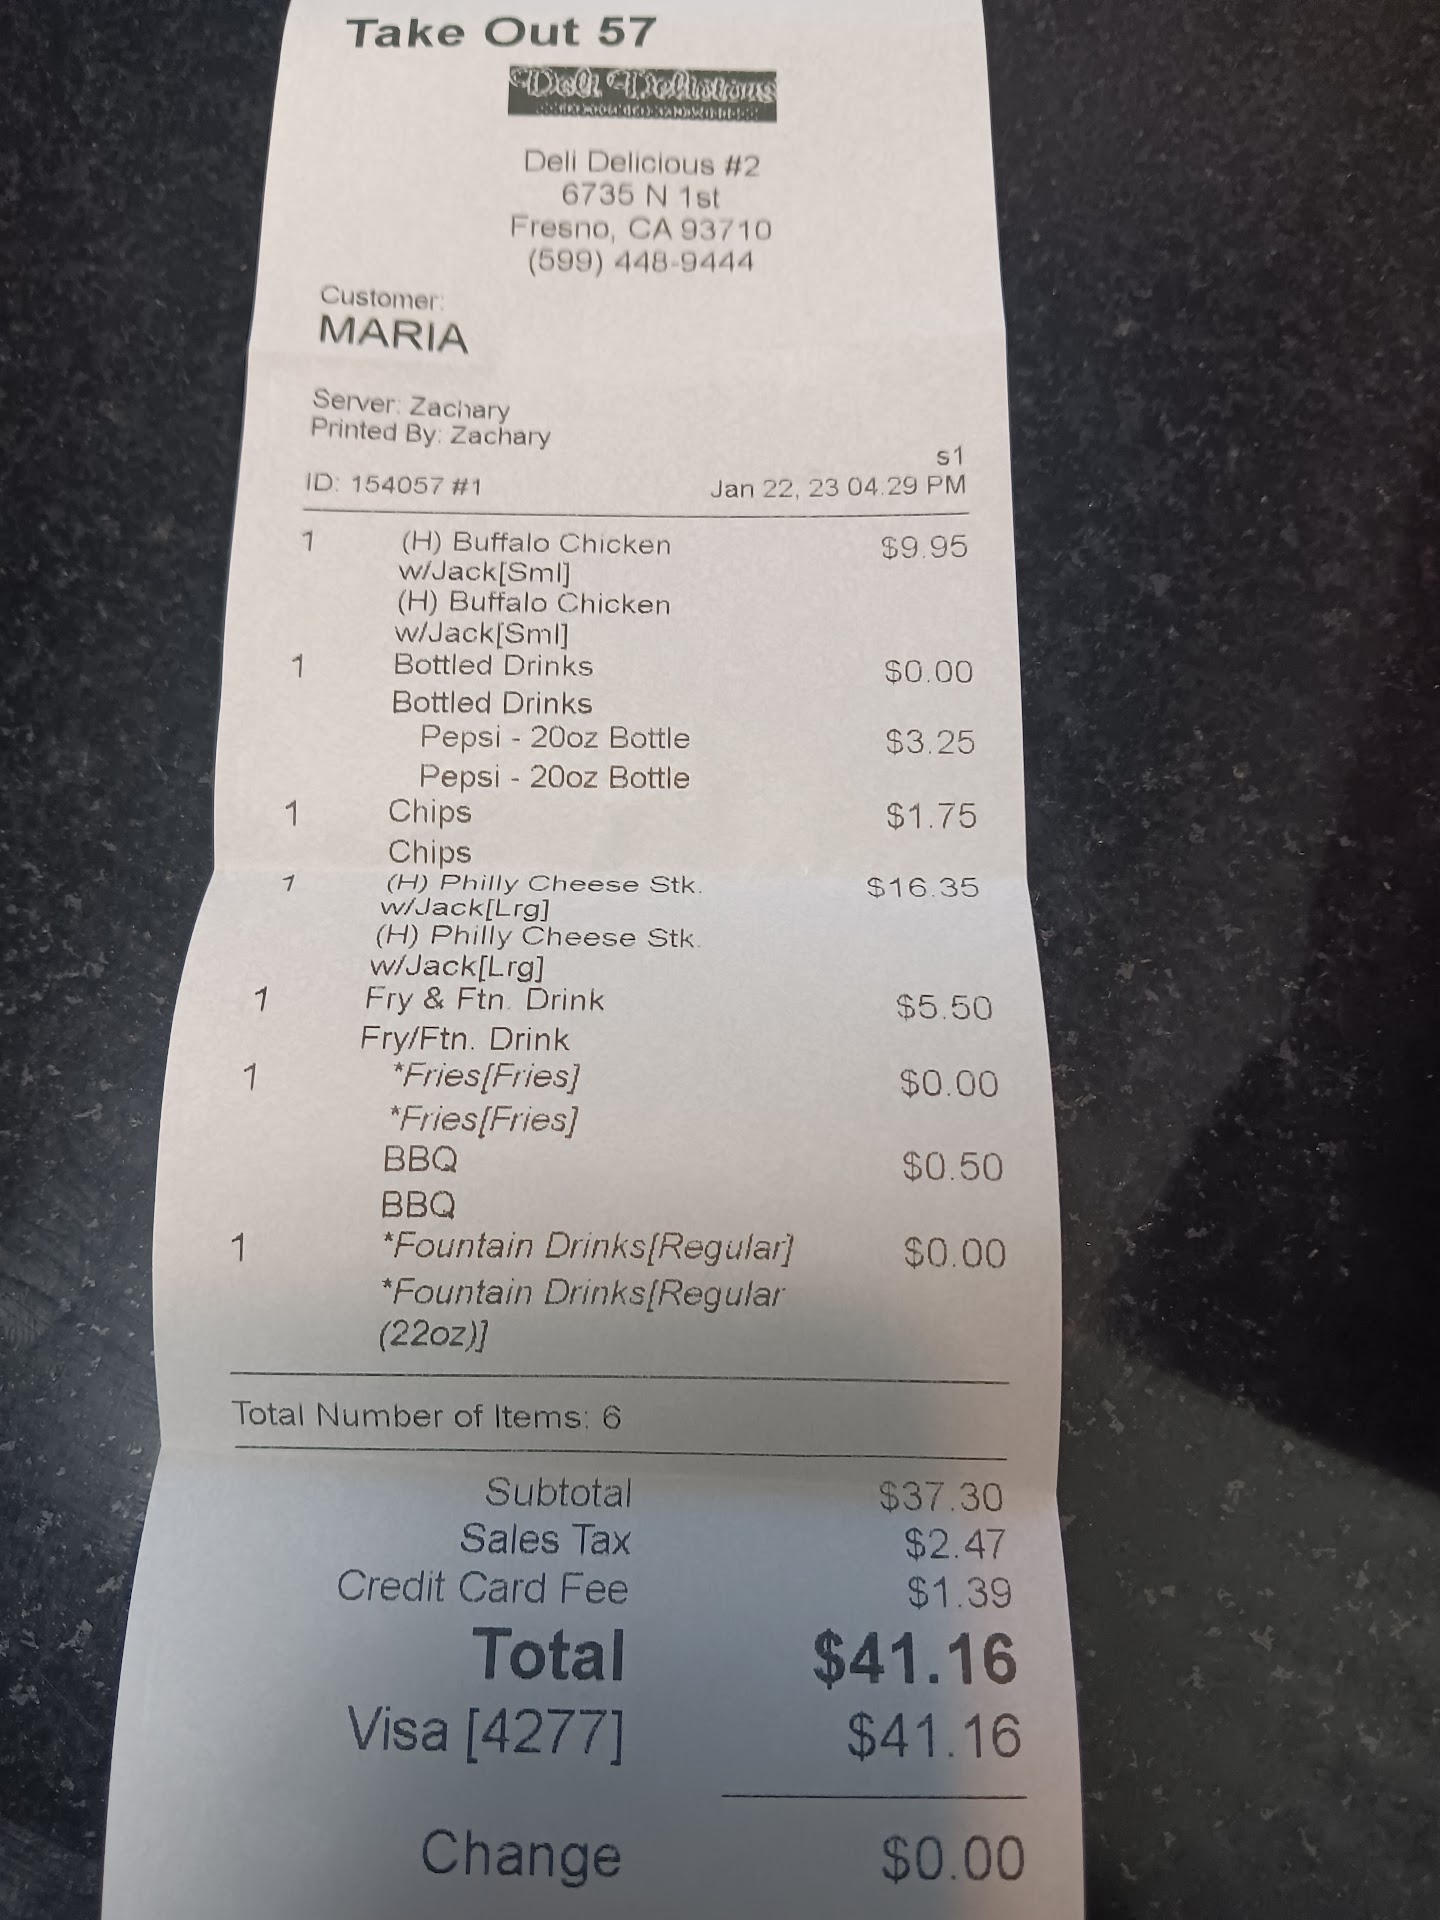 Take Out 57
Deli Delicious
Deli Delicious #2
6735 N 1st
Fresno, CA 93710
(599) 448-9444
Customer:
MARIA
Server: Zachary
Printed By: Zachary
s1
ID: 154057 #1 Jan 22, 23 04:29 PM
1 (H) Buffalo Chicken $9.95
w/Jack[Sml]
(H) Buffalo Chicken
w/Jack[Sml]
1 Bottled Drinks $0.00
Bottled Drinks
Pepsi - 20oz Bottle $3.25
Pepsi - 20oz Bottle
1 Chips $1.75
Chips
1 (H) Philly Cheese Stk. $16.35
w/Jack[Lrg]
(H) Philly Cheese Stk.
w/Jack[Lrg]
1 Fry & Ftn. Drink $5.50
Fry/Ftn. Drink
1 *Fries[Fries] $0.00
*Fries[Fries]
BBQ $0.50
BBQ
1 *Fountain Drinks[Regular] $0.00
*Fountain Drinks[Regular
(22oz)]
Total Number of Items: 6
Subtotal $37.30
Sales Tax $2.47
Credit Card Fee $1.39
Total $41.16
Visa [4277] $41.16
Change $0.00